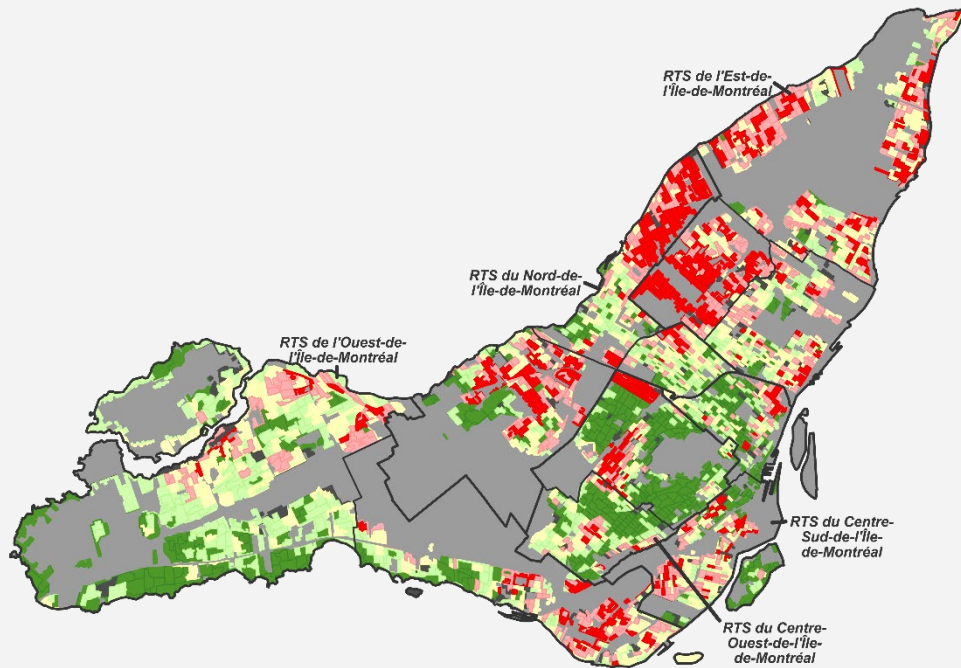 RTS de l'Est-de-
l'Île-de-Montréal
RTS du Nord-de-
l'Île-de-Montréal
RTS de l'Ouest-de-
l'Île-de-Montréal
RTS du Centre-
Sud-de-l'Île-
de-Montréal
RTS du Centre-
Ouest-de-l'Île-
de-Montréal